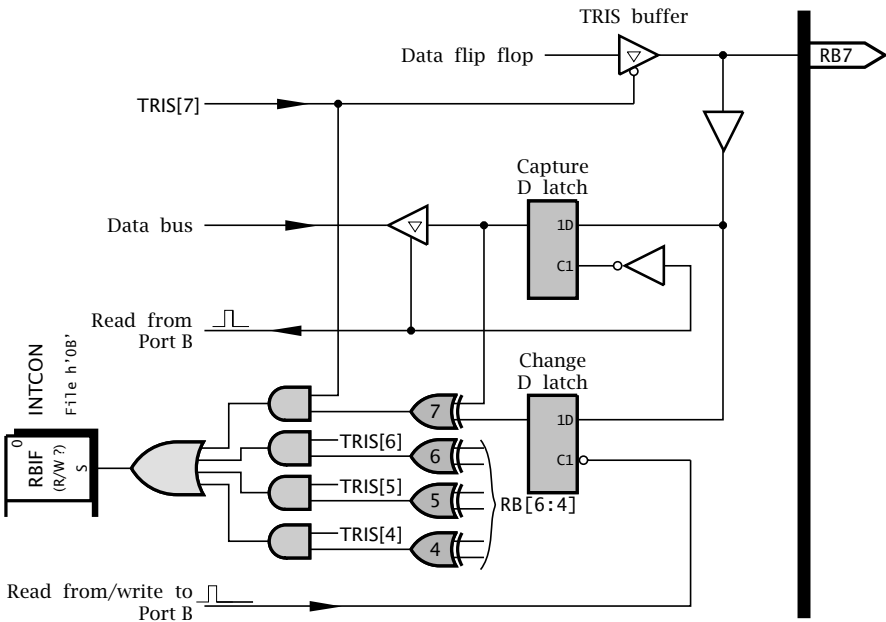 TRIS buffer
Data flip flop
RB7
TRIS[7]
Capture
D latch
Data bus
1D
C1
Read from
Port B
Change
D latch
INTCON
File h'0B'
0
RBIF
(R/W ?)
S
7
1D
TRIS[6]
6
C1
TRIS[5]
5
RB[6:4]
TRIS[4]
4
Read from/write to
Port B